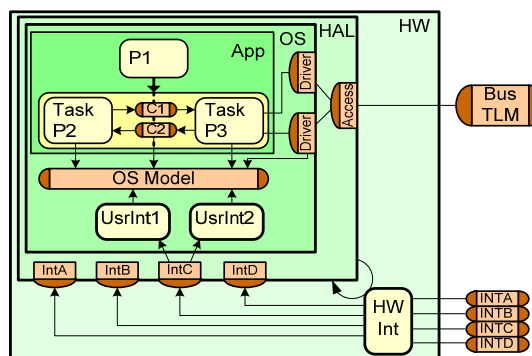 HW
HAL
OS
App
P1
Driver
Task
P2
C1
C2
Task
P3
Access
Bus
TLM
Driver
OS Model
UsrInt1
UsrInt2
IntA
IntB
IntC
IntD
HW
Int
INTA
INTB
INTC
INTD